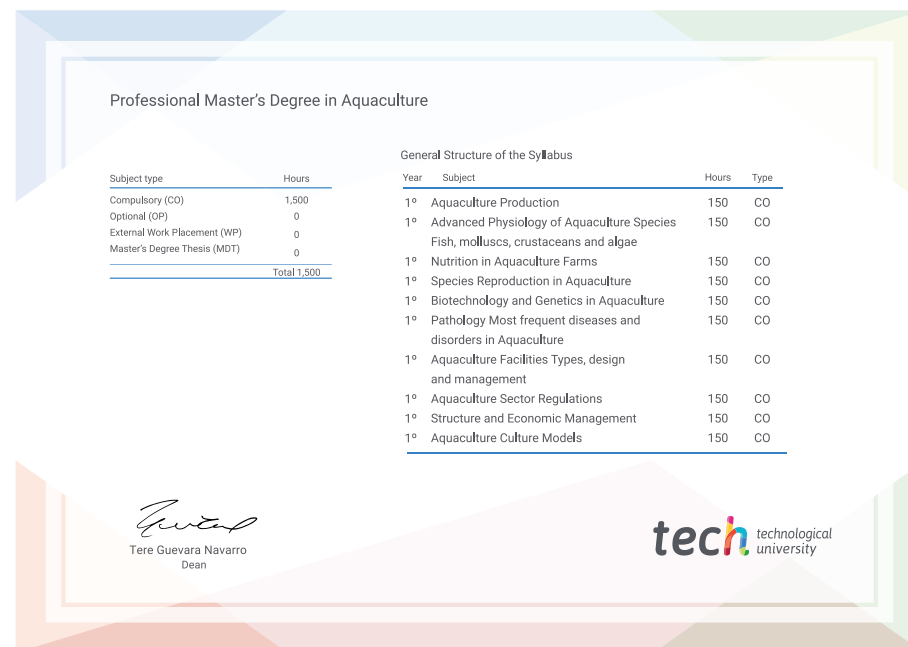 Professional Master's Degree in Aquaculture
Subject type Hours
Compulsory (CO) 1,500
Optional (OP) 0
External Work Placement (WP) 0
Master's Degree Thesis (MDT) 0
Total 1,500
General Structure of the Syllabus
Year Subject Hours Type
1º Aquaculture Production 150 CO
1º Advanced Physiology of Aquaculture Species 150 CO
Fish, molluscs, crustaceans and algae
1º Nutrition in Aquaculture Farms 150 CO
1º Species Reproduction in Aquaculture 150 CO
1º Biotechnology and Genetics in Aquaculture 150 CO
1º Pathology Most frequent diseases and 150 CO
disorders in Aquaculture
1º Aquaculture Facilities Types, design 150 CO
and management
1º Aquaculture Sector Regulations 150 CO
1º Structure and Economic Management 150 CO
1º Aquaculture Culture Models 150 CO
Tere Guevara Navarro
Dean
tech technological
university